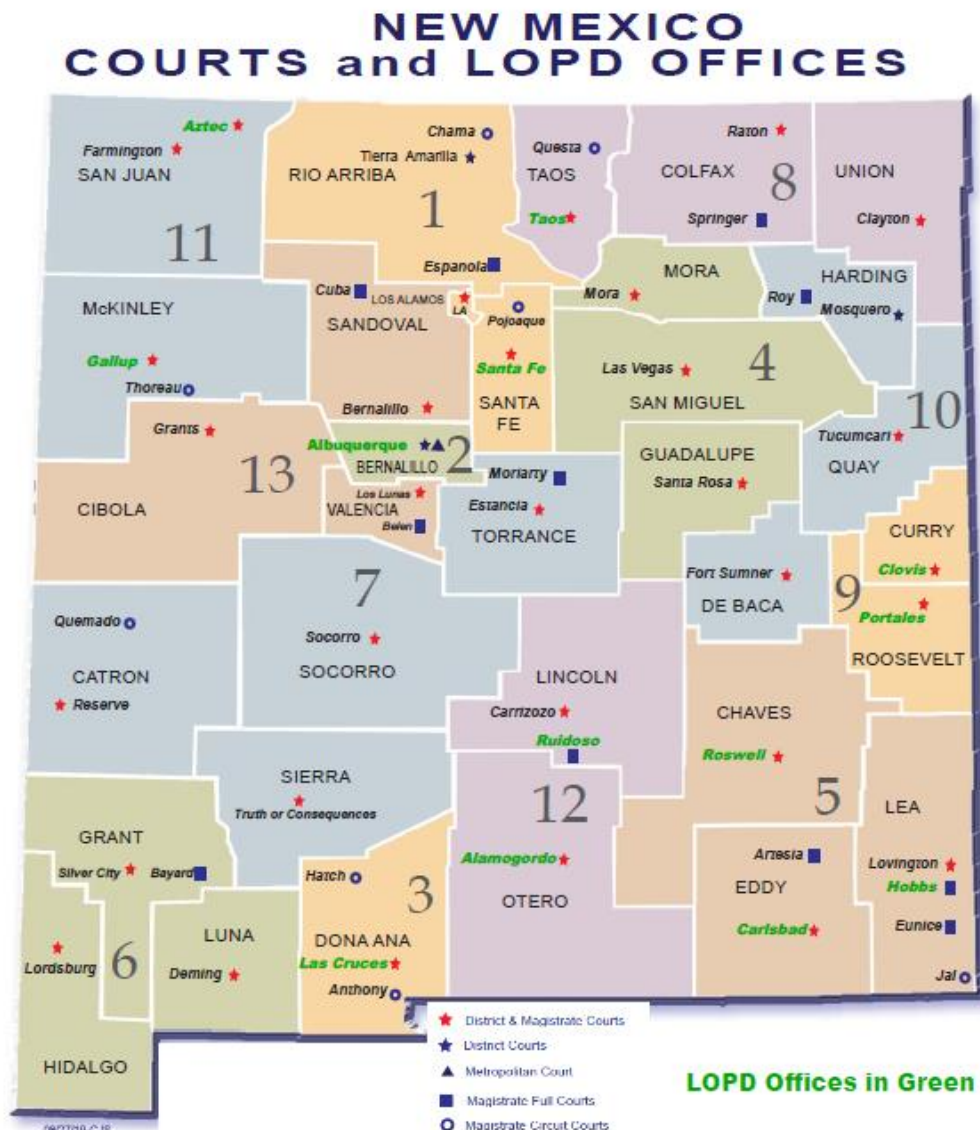 NEW MEXICO
COURTS and LOPD OFFICES
Aztec
Farmington
SAN JUAN
11
Chama
Tierra Amarilla
RIO ARRIBA
1
Espanola
Questa
TAOS
Taos
Raton
COLFAX
8
Springer
UNION
Clayton
McKINLEY
Gallup
Thoreau
Cuba
LOS ALAMOS
LA
SANDOVAL
Bernalillo
Pojoaque
Santa Fe
SANTA
FE
MORA
Mora
Roy
HARDING
Mosquero
Las Vegas
4
SAN MIGUEL
10
Tucumcari
QUAY
Grants
13
CIBOLA
Albuquerque
BERNALILLO
2
Los Lunas
VALENCIA
Belen
Moriarty
Estancia
TORRANCE
GUADALUPE
Santa Rosa
CURRY
Clovis
9
Portales
ROOSEVELT
Fort Sumner
DE BACA
Quemado
CATRON
Reserve
7
Socorro
SOCORRO
LINCOLN
Carrizozo
Ruidoso
CHAVES
Roswell
5
SIERRA
Truth or Consequences
12
Alamogordo
OTERO
LEA
Lovington
Hobbs
Eunice
Jal
Artesia
EDDY
Carlsbad
GRANT
Silver City
Bayard
6
Lordsburg
HIDALGO
LUNA
Deming
Hatch
3
DONA ANA
Las Cruces
Anthony
District & Magistrate Courts
District Courts
Metropolitan Court
Magistrate Full Courts
Magistrate Circuit Courts
LOPD Offices in Green